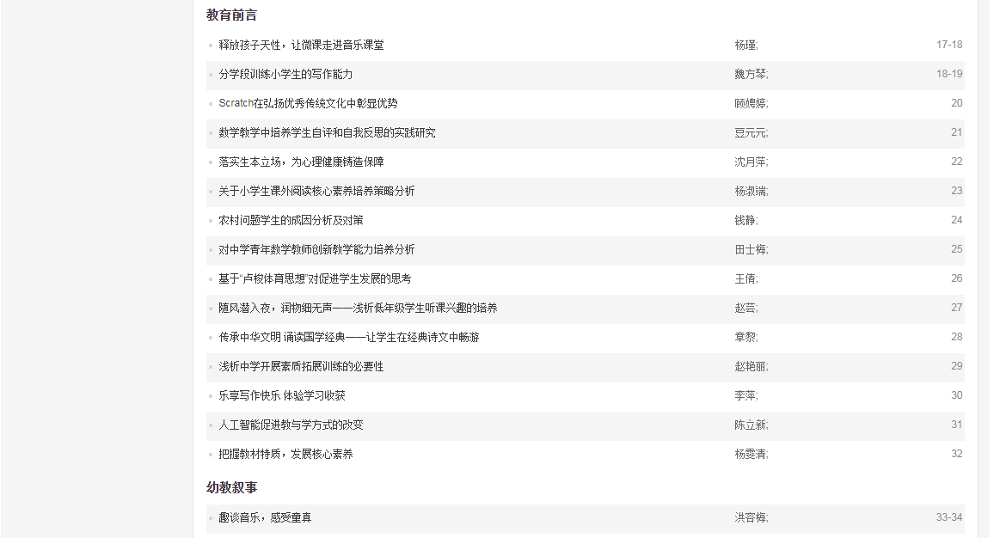 教育前言
释放孩子天性，让微课走进音乐课堂 杨瑾; 17-18
分学段训练小学生的写作能力 魏方琴; 18-19
Scratch在弘扬优秀传统文化中彰显优势 顾娉婷; 20
数学教学中培养学生自评和自我反思的实践研究 豆元元; 21
落实生本立场，为心理健康铸造保障 沈月萍; 22
关于小学生课外阅读核心素养培养策略分析 杨淑端; 23
农村问题学生的成因分析及对策 钱静; 24
对中学青年数学教师创新教学能力培养分析 田士梅; 25
基于“卢梭体育思想”对促进学生发展的思考 王倩; 26
随风潜入夜，润物细无声——浅析低年级学生听课兴趣的培养 赵芸; 27
传承中华文明 诵读国学经典——让学生在经典诗文中畅游 章黎; 28
浅析中学开展素质拓展训练的必要性 赵艳丽; 29
乐享写作快乐 体验学习收获 李萍; 30
人工智能促进教与学方式的改变 陈立新; 31
把握教材特质，发展核心素养 杨雯清; 32
幼教叙事
趣谈音乐，感受童真 洪容梅; 33-34